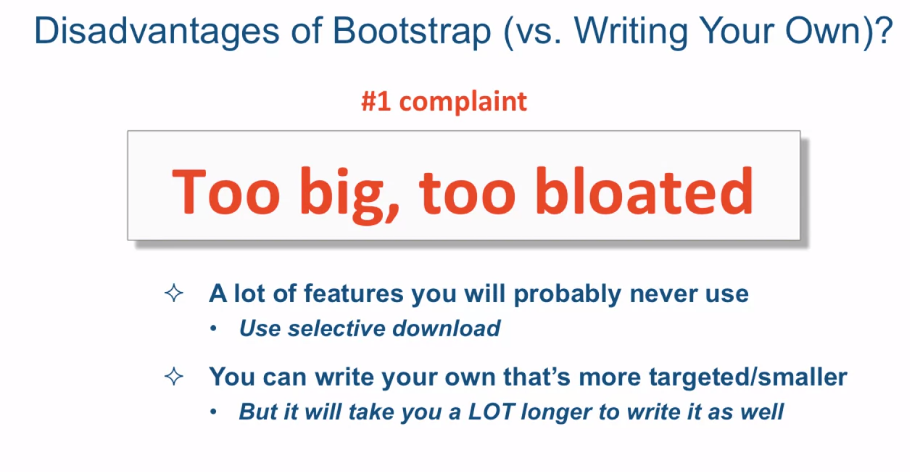 Disadvantages of Bootstrap (vs. Writing Your Own)?
#1 complaint
Too big, too bloated
✧ A lot of features you will probably never use
• Use selective download
✧ You can write your own that’s more targeted/smaller
• But it will take you a LOT longer to write it as well